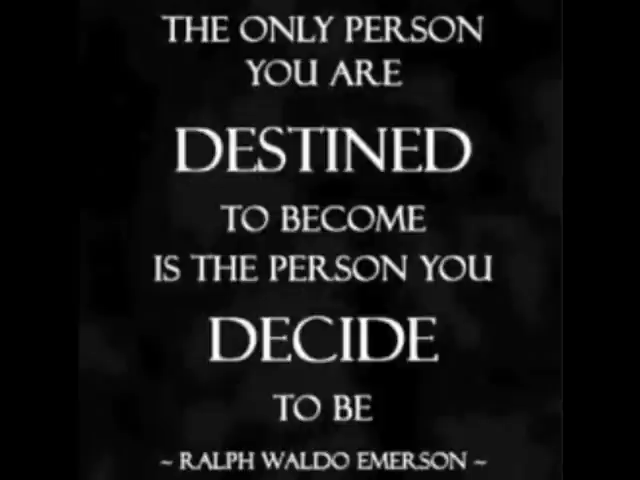 THE ONLY PERSON
YOU ARE
DESTINED
TO BECOME
IS THE PERSON YOU
DECIDE
TO BE
~ RALPH WALDO EMERSON ~